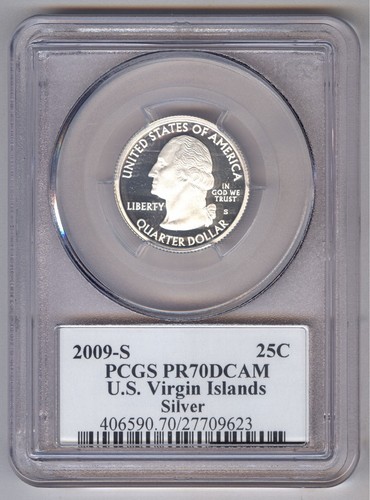 UNITED STATES OF AMERICA
LIBERTY
IN
GOD WE
TRUST
S
QUARTER DOLLAR
2009-S 25C
PCGS PR70DCAM
U.S. Virgin Islands
Silver
406590.70/27709623